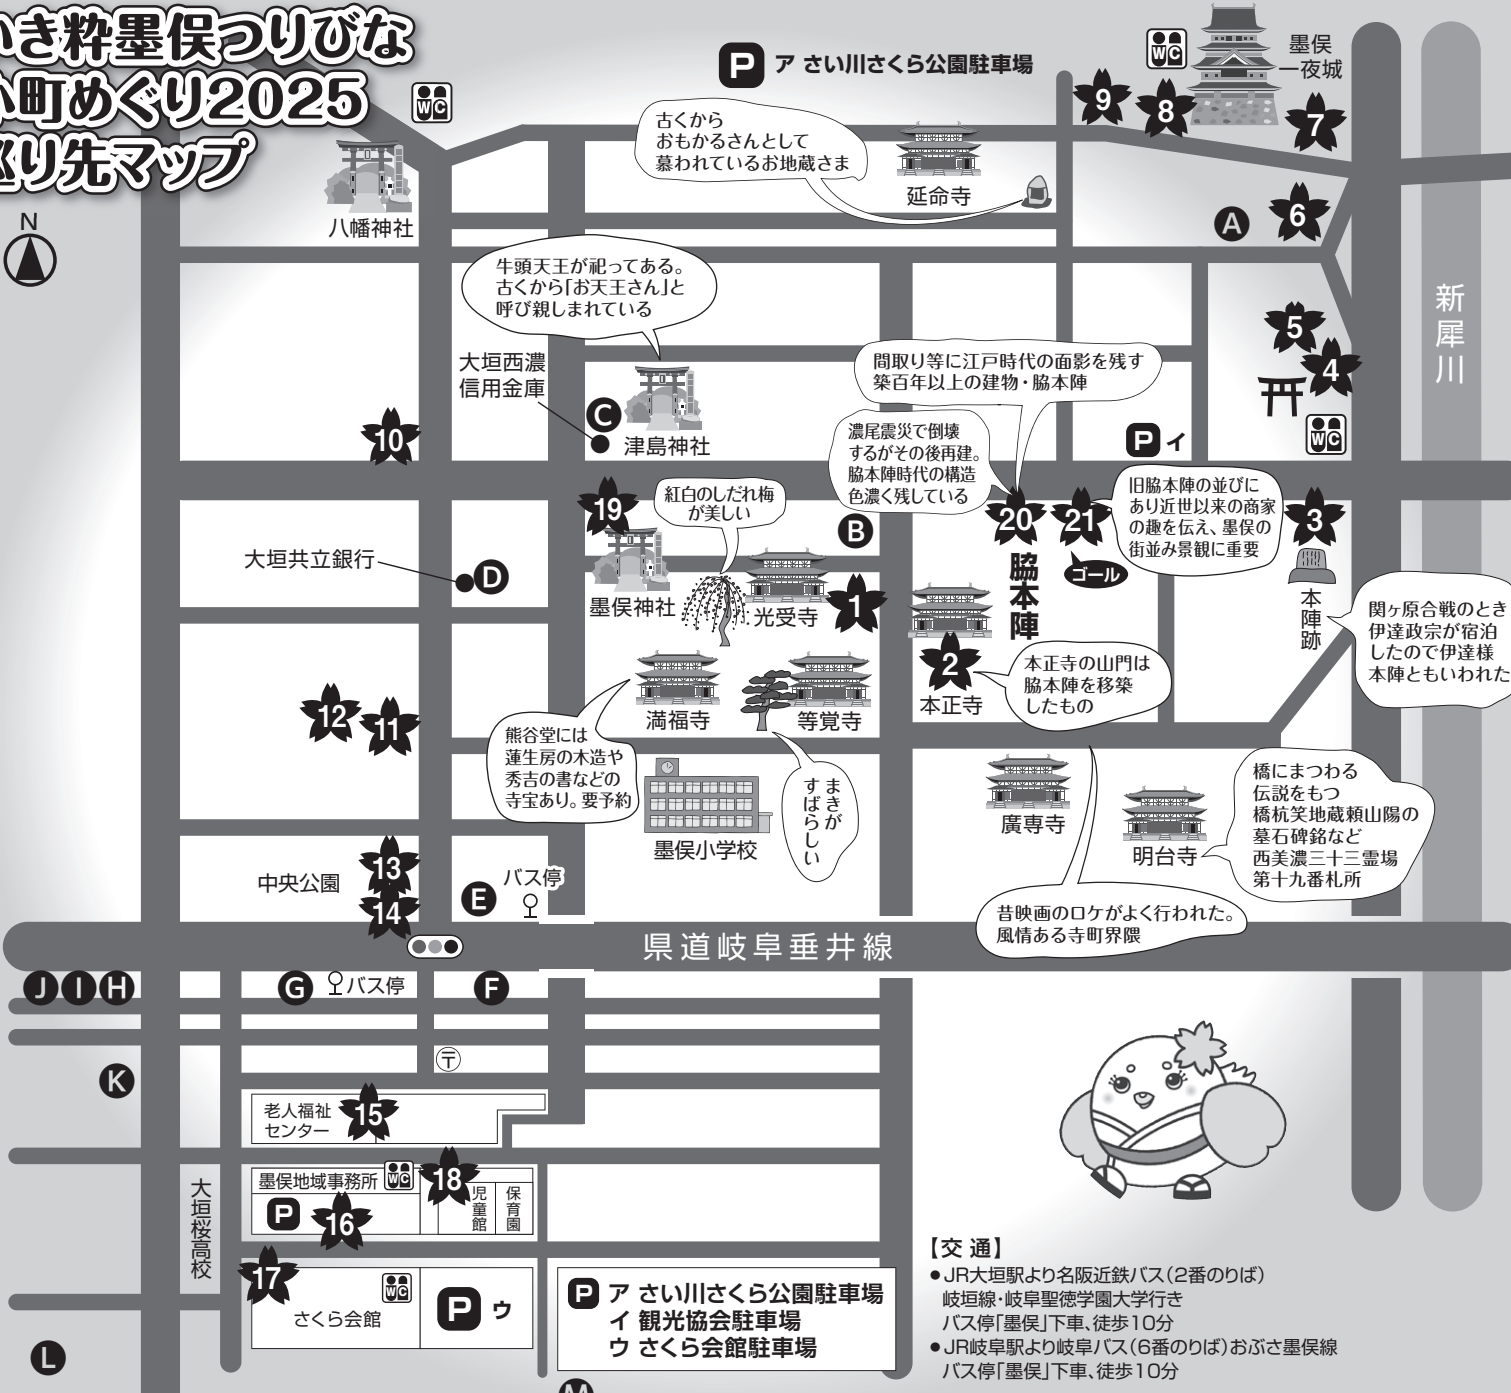 いき粋墨俣つりびな
小町めぐり2025
巡り先マップ
N
WC
八幡神社
P ア さい川さくら公園駐車場
古くから
おもかるさんとして
慕われているお地蔵さま
延命寺
WC
墨俣
一夜城
9
8
7
6
A
新犀川
牛頭天王が祀ってある。
古くから「お天王さん」と
呼び親しまれている
大垣西濃
信用金庫
C
津島神社
間取り等に江戸時代の面影を残す
築百年以上の建物・脇本陣
濃尾震災で倒壊
するがその後再建。
脇本陣時代の構造
色濃く残している
5
4
WC
P イ
10
19
紅白のしだれ梅
が美しい
B
20
脇本陣
21
ゴール
旧脇本陣の並びに
あり近世以来の商家
の趣を伝え、墨俣の
街並み景観に重要
3
本陣跡
関ヶ原合戦のとき
伊達政宗が宿泊
したので伊達様
本陣ともいわれた
大垣共立銀行
D
墨俣神社
光受寺
1
2
本正寺
本正寺の山門は
脇本陣を移築
したもの
12
11
満福寺
等覚寺
熊谷堂には
蓮生房の木造や
秀吉の書などの
寺宝あり。要予約
墨俣小学校
まきが
すばらしい
廣専寺
明台寺
橋にまつわる
伝説をもつ
橋杭笑地蔵頼山陽の
墓石碑銘など
西美濃三十三霊場
第十九番札所
昔映画のロケがよく行われた。
風情ある寺町界隈
中央公園
13
14
E
バス停
県道岐阜垂井線
J
I
H
G
バス停
F
K
〒
老人福祉
センター
15
墨俣地域事務所
WC
18
児童館
保育園
P
16
大垣桜高校
17
さくら会館
WC
P ウ
L
P ア さい川さくら公園駐車場
イ 観光協会駐車場
ウ さくら会館駐車場
M
【交 通】
●JR大垣駅より名阪近鉄バス(2番のりば)
岐垣線・岐阜聖徳学園大学行き
バス停「墨俣」下車、徒歩10分
●JR岐阜駅より岐阜バス(6番のりば)おぶさ墨俣線
バス停「墨俣」下車、徒歩10分